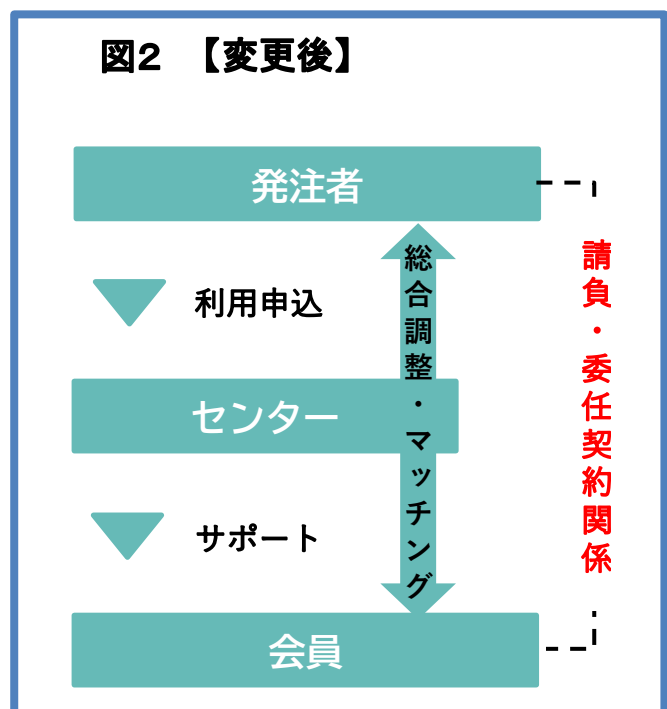 図2 【変更後】
発注者
利用申込
センター
サポート
会員
総合調整・マッチング
請負・委任契約関係